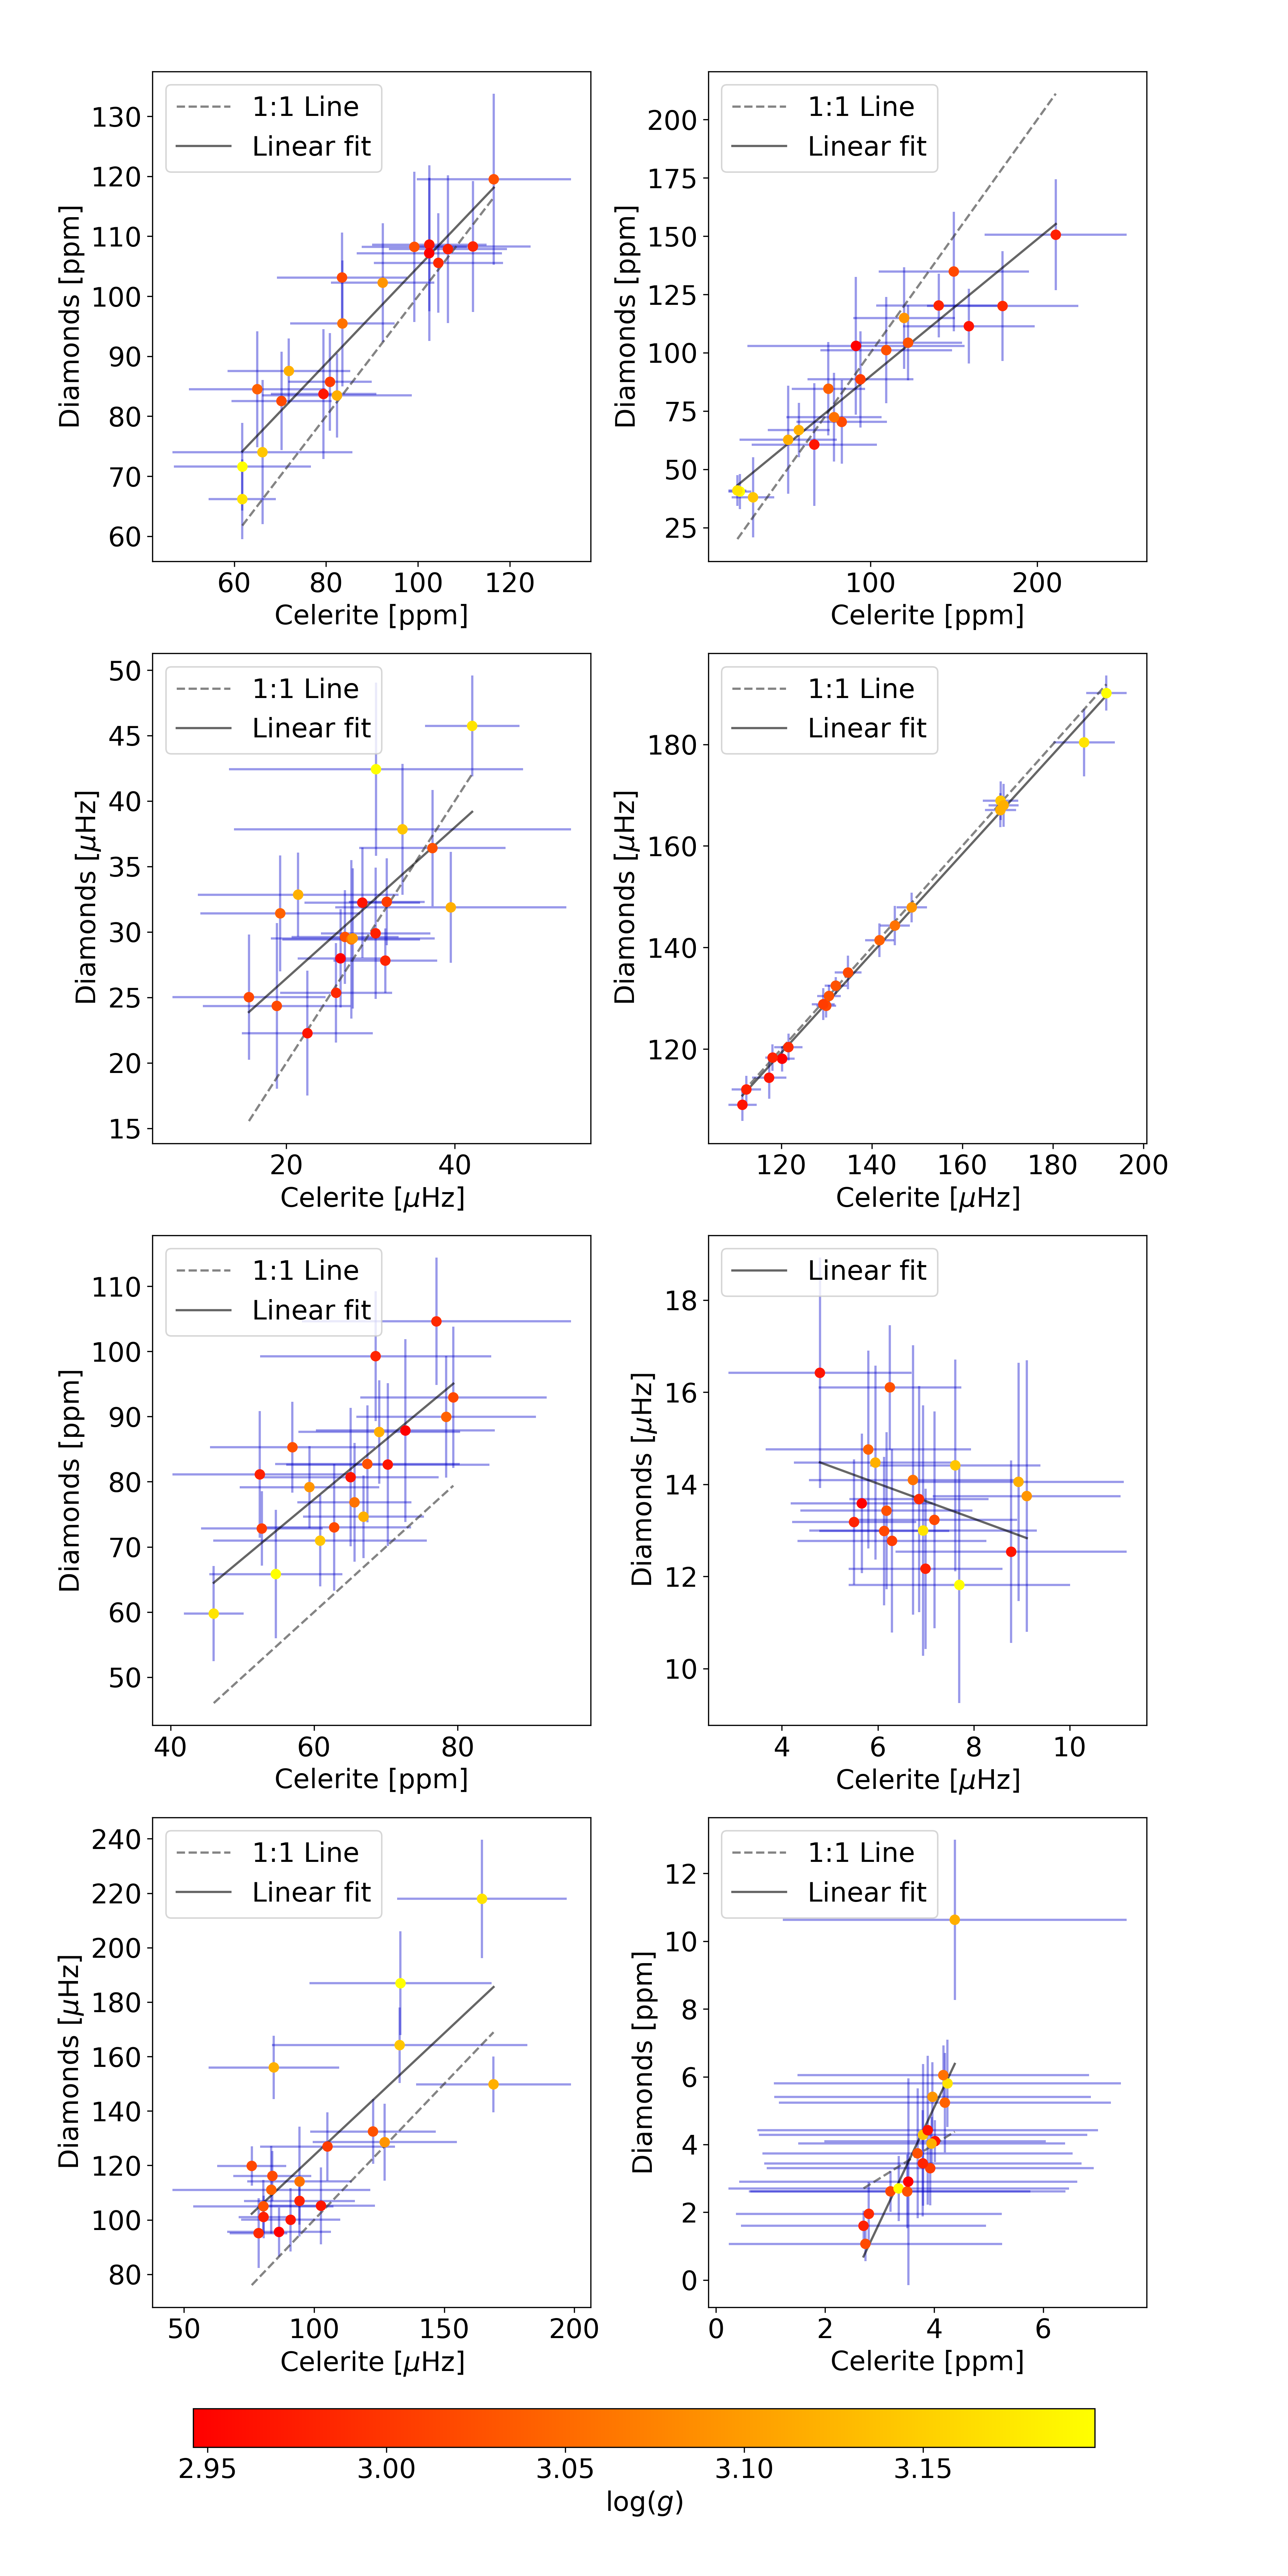 1:1 Line
Linear fit
130
120
110
100
90
80
70
60
Diamonds [ppm]
60 80 100 120
Celerite [ppm]
1:1 Line
Linear fit
200
175
150
125
100
75
50
25
Diamonds [ppm]
100 200
Celerite [ppm]
1:1 Line
Linear fit
50
45
40
35
30
25
20
15
Diamonds [μHz]
20 40
Celerite [μHz]
1:1 Line
Linear fit
180
160
140
120
Diamonds [μHz]
120 140 160 180 200
Celerite [μHz]
1:1 Line
Linear fit
110
100
90
80
70
60
50
Diamonds [ppm]
40 60 80
Celerite [ppm]
Linear fit
18
16
14
12
10
Diamonds [μHz]
4 6 8 10
Celerite [μHz]
1:1 Line
Linear fit
240
220
200
180
160
140
120
100
80
Diamonds [μHz]
50 100 150 200
Celerite [μHz]
1:1 Line
Linear fit
12
10
8
6
4
2
0
Diamonds [ppm]
0 2 4 6
Celerite [ppm]
2.95 3.00 3.05 3.10 3.15
log(g)